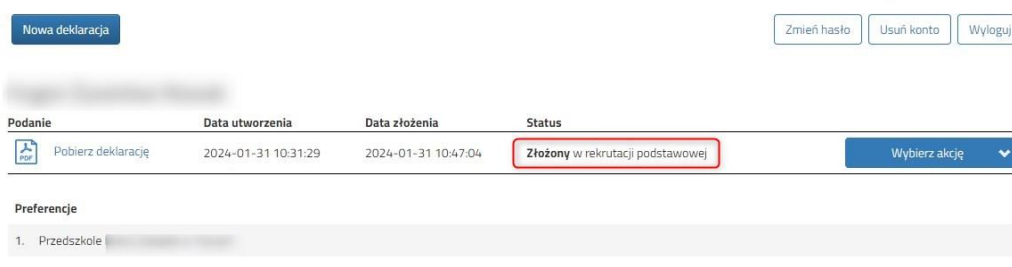 Nowa deklaracja
Zmień hasło
Usuń konto
Wyloguj
Podanie Data utworzenia Data złożenia Status
PDF Pobierz deklarację 2024-01-31 10:31:29 2024-01-31 10:47:04 Złożony w rekrutacji podstawowej Wybierz akcję
Preferencje
1. Przedszkole